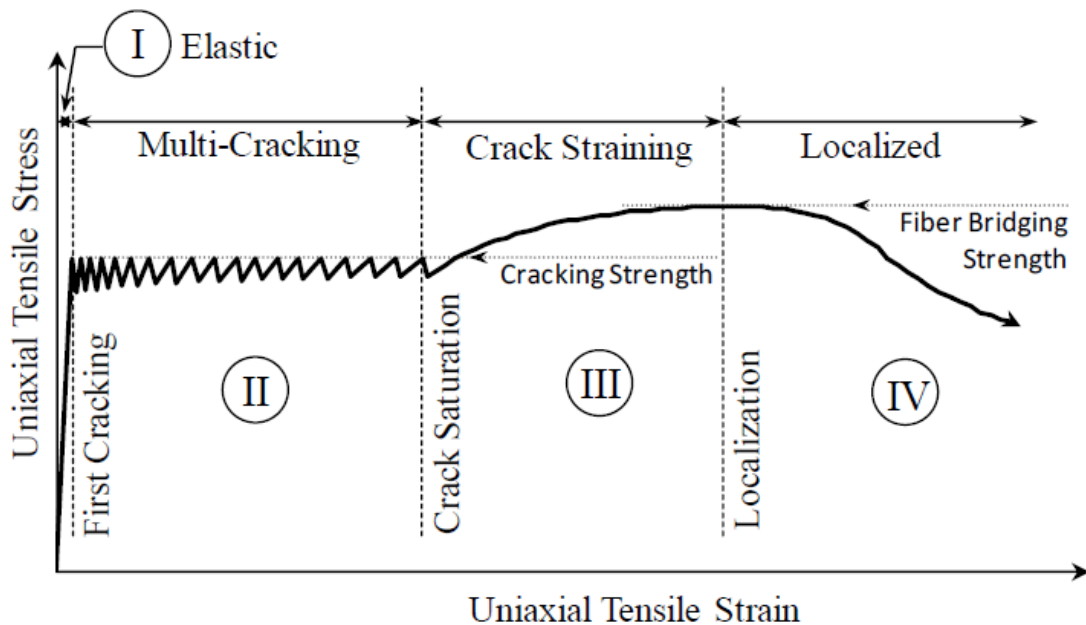 I Elastic
Multi-Cracking
Crack Straining
Localized
Uniaxial Tensile Stress
Fiber Bridging
Strength
Cracking Strength
First Cracking
II
Crack Saturation
III
Localization
IV
Uniaxial Tensile Strain